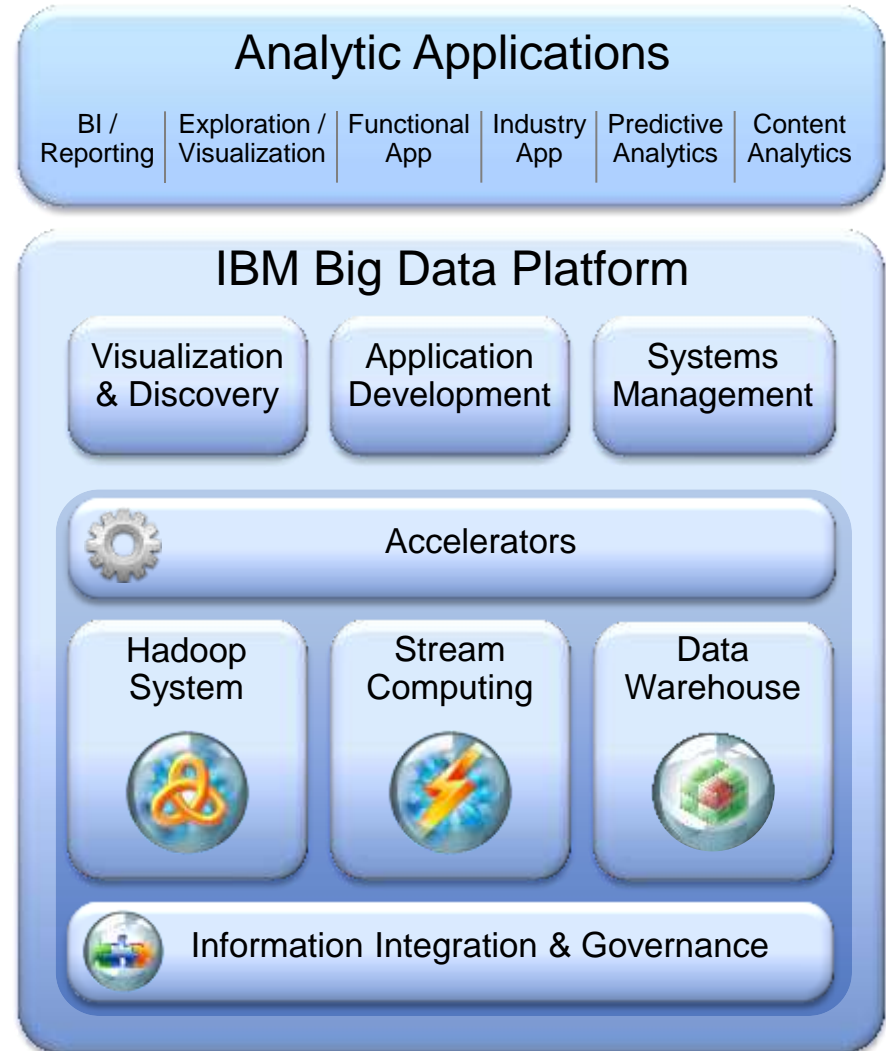 Analytic Applications
BI /
Reporting
Exploration /
Visualization
Functional
App
Industry
App
Predictive
Analytics
Content
Analytics
IBM Big Data Platform
Visualization
& Discovery
Application
Development
Systems
Management
Accelerators
Hadoop
System
Stream
Computing
Data
Warehouse
Information Integration & Governance